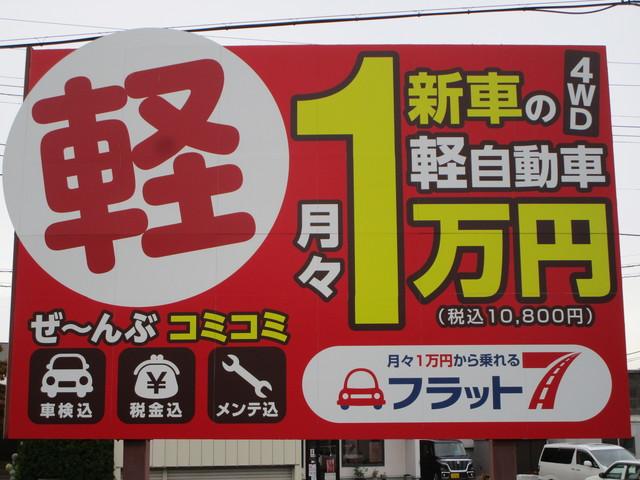 軽
月々
1
新車の
4WD
軽自動車
万円
(税込10,800円)
ぜ〜んぶ コミコミ
車検込
税金込
メンテ込
月々1万円から乗れる
フラット7